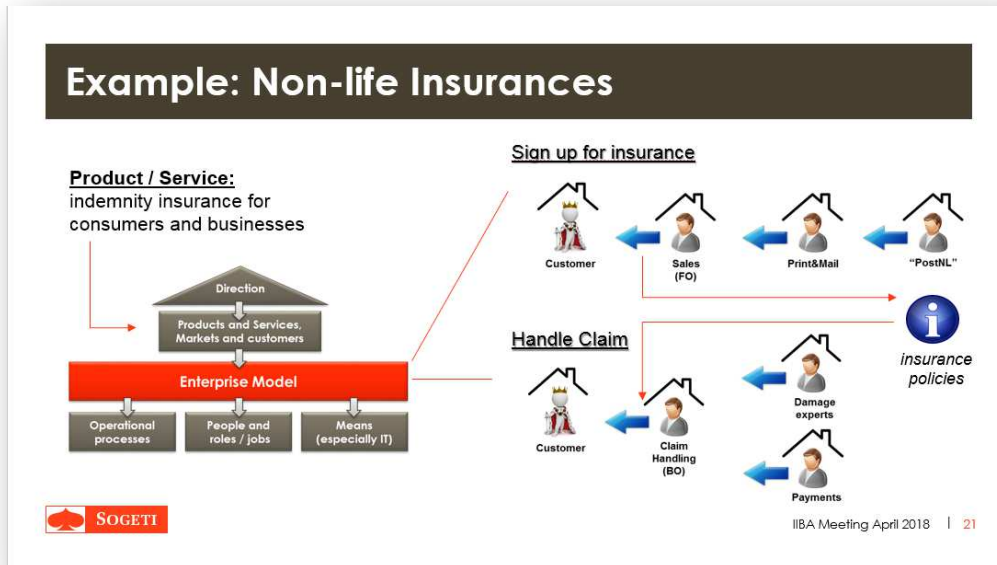 Example: Non-life Insurances
Product / Service:
indemnity insurance for
consumers and businesses
Direction
Products and Services,
Markets and customers
Enterprise Model
Operational
processes
People and
roles / jobs
Means
(especially IT)
Sign up for insurance
Customer
Sales
(FO)
Print&Mail
“PostNL”
i
insurance
policies
Handle Claim
Customer
Claim
Handling
(BO)
Damage
experts
Payments
SOGETI
IIBA Meeting April 2018 | 21